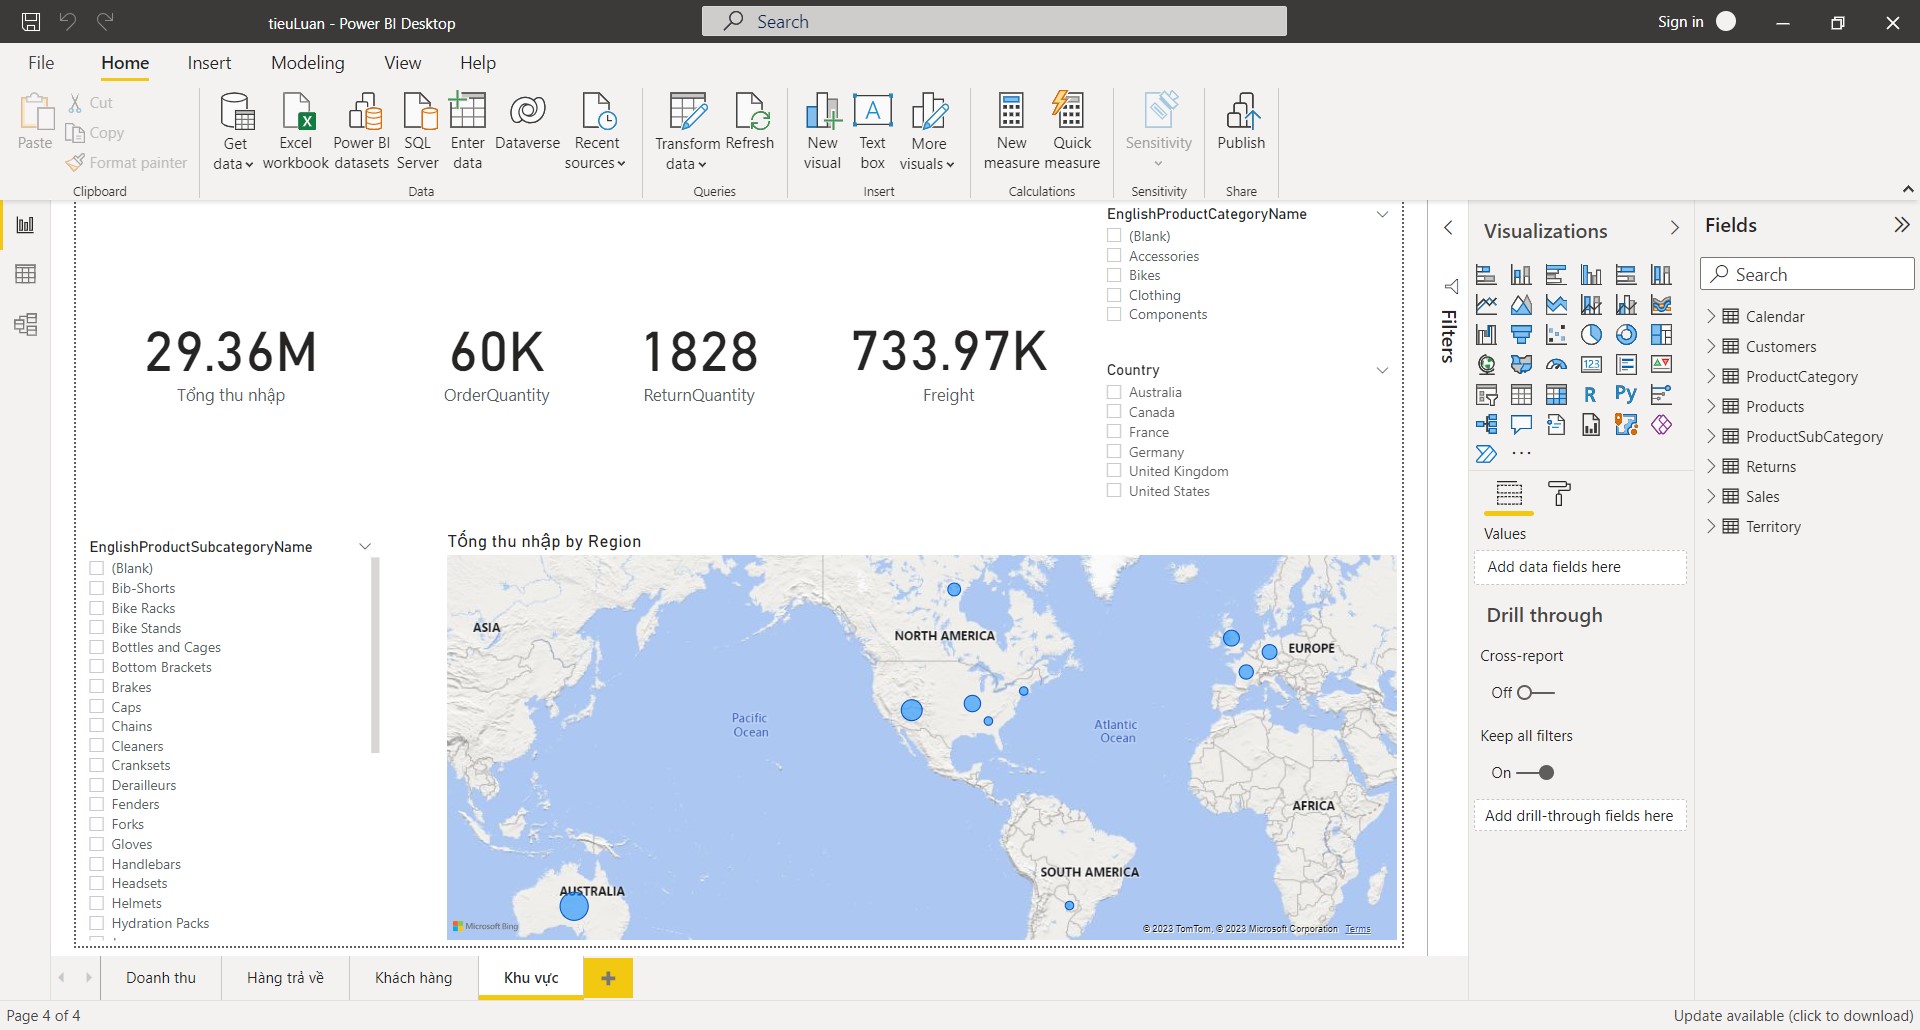 tieuLuan - Power BI Desktop
Search
Sign in
File
Home
Insert
Modeling
View
Help
Paste
Cut
Copy
Format painter
Clipboard
Get data
Excel workbook
Power BI datasets
SQL Server
Enter data
Dataverse
Recent sources
Data
Transform data
Refresh
Queries
New visual
Text box
More visuals
Insert
New measure
Quick measure
Calculations
Sensitivity
Sensitivity
Publish
Share
29.36M
Tổng thu nhập
60K
OrderQuantity
1828
ReturnQuantity
733.97K
Freight
EnglishProductCategoryName
(Blank)
Accessories
Bikes
Clothing
Components
Country
Australia
Canada
France
Germany
United Kingdom
United States
EnglishProductSubcategoryName
(Blank)
Bib-Shorts
Bike Racks
Bike Stands
Bottles and Cages
Bottom Brackets
Brakes
Caps
Chains
Cleaners
Cranksets
Derailleurs
Fenders
Forks
Gloves
Handlebars
Headsets
Helmets
Hydration Packs
Tổng thu nhập by Region
ASIA
NORTH AMERICA
EUROPE
Pacific
Ocean
Atlantic
Ocean
AFRICA
SOUTH AMERICA
AUSTRALIA
Microsoft Bing
© 2023 TomTom, © 2023 Microsoft Corporation Terms
Filters
Visualizations
123
R
Py
Values
Add data fields here
Drill through
Cross-report
Off
Keep all filters
On
Add drill-through fields here
Fields
Search
Calendar
Customers
ProductCategory
Products
ProductSubCategory
Returns
Sales
Territory
Doanh thu
Hàng trả về
Khách hàng
Khu vực
Page 4 of 4
Update available (click to download)